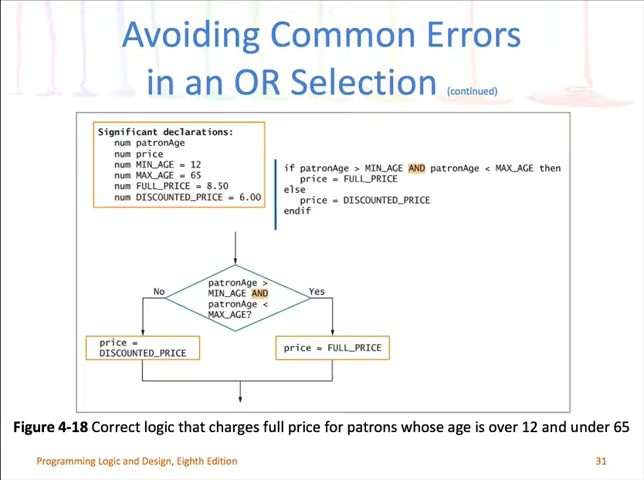 Avoiding Common Errors
in an OR Selection (continued)
Significant declarations:
num patronAge
num price
num MIN_AGE = 12
num MAX_AGE = 65
num FULL_PRICE = 8.50
num DISCOUNTED_PRICE = 6.00
if patronAge > MIN_AGE AND patronAge < MAX_AGE then
price = FULL_PRICE
else
price = DISCOUNTED_PRICE
endif
patronAge >
MIN_AGE AND
patronAge <
MAX_AGE?
No
Yes
price =
DISCOUNTED_PRICE
price = FULL_PRICE
Figure 4-18 Correct logic that charges full price for patrons whose age is over 12 and under 65
Programming Logic and Design, Eighth Edition
31